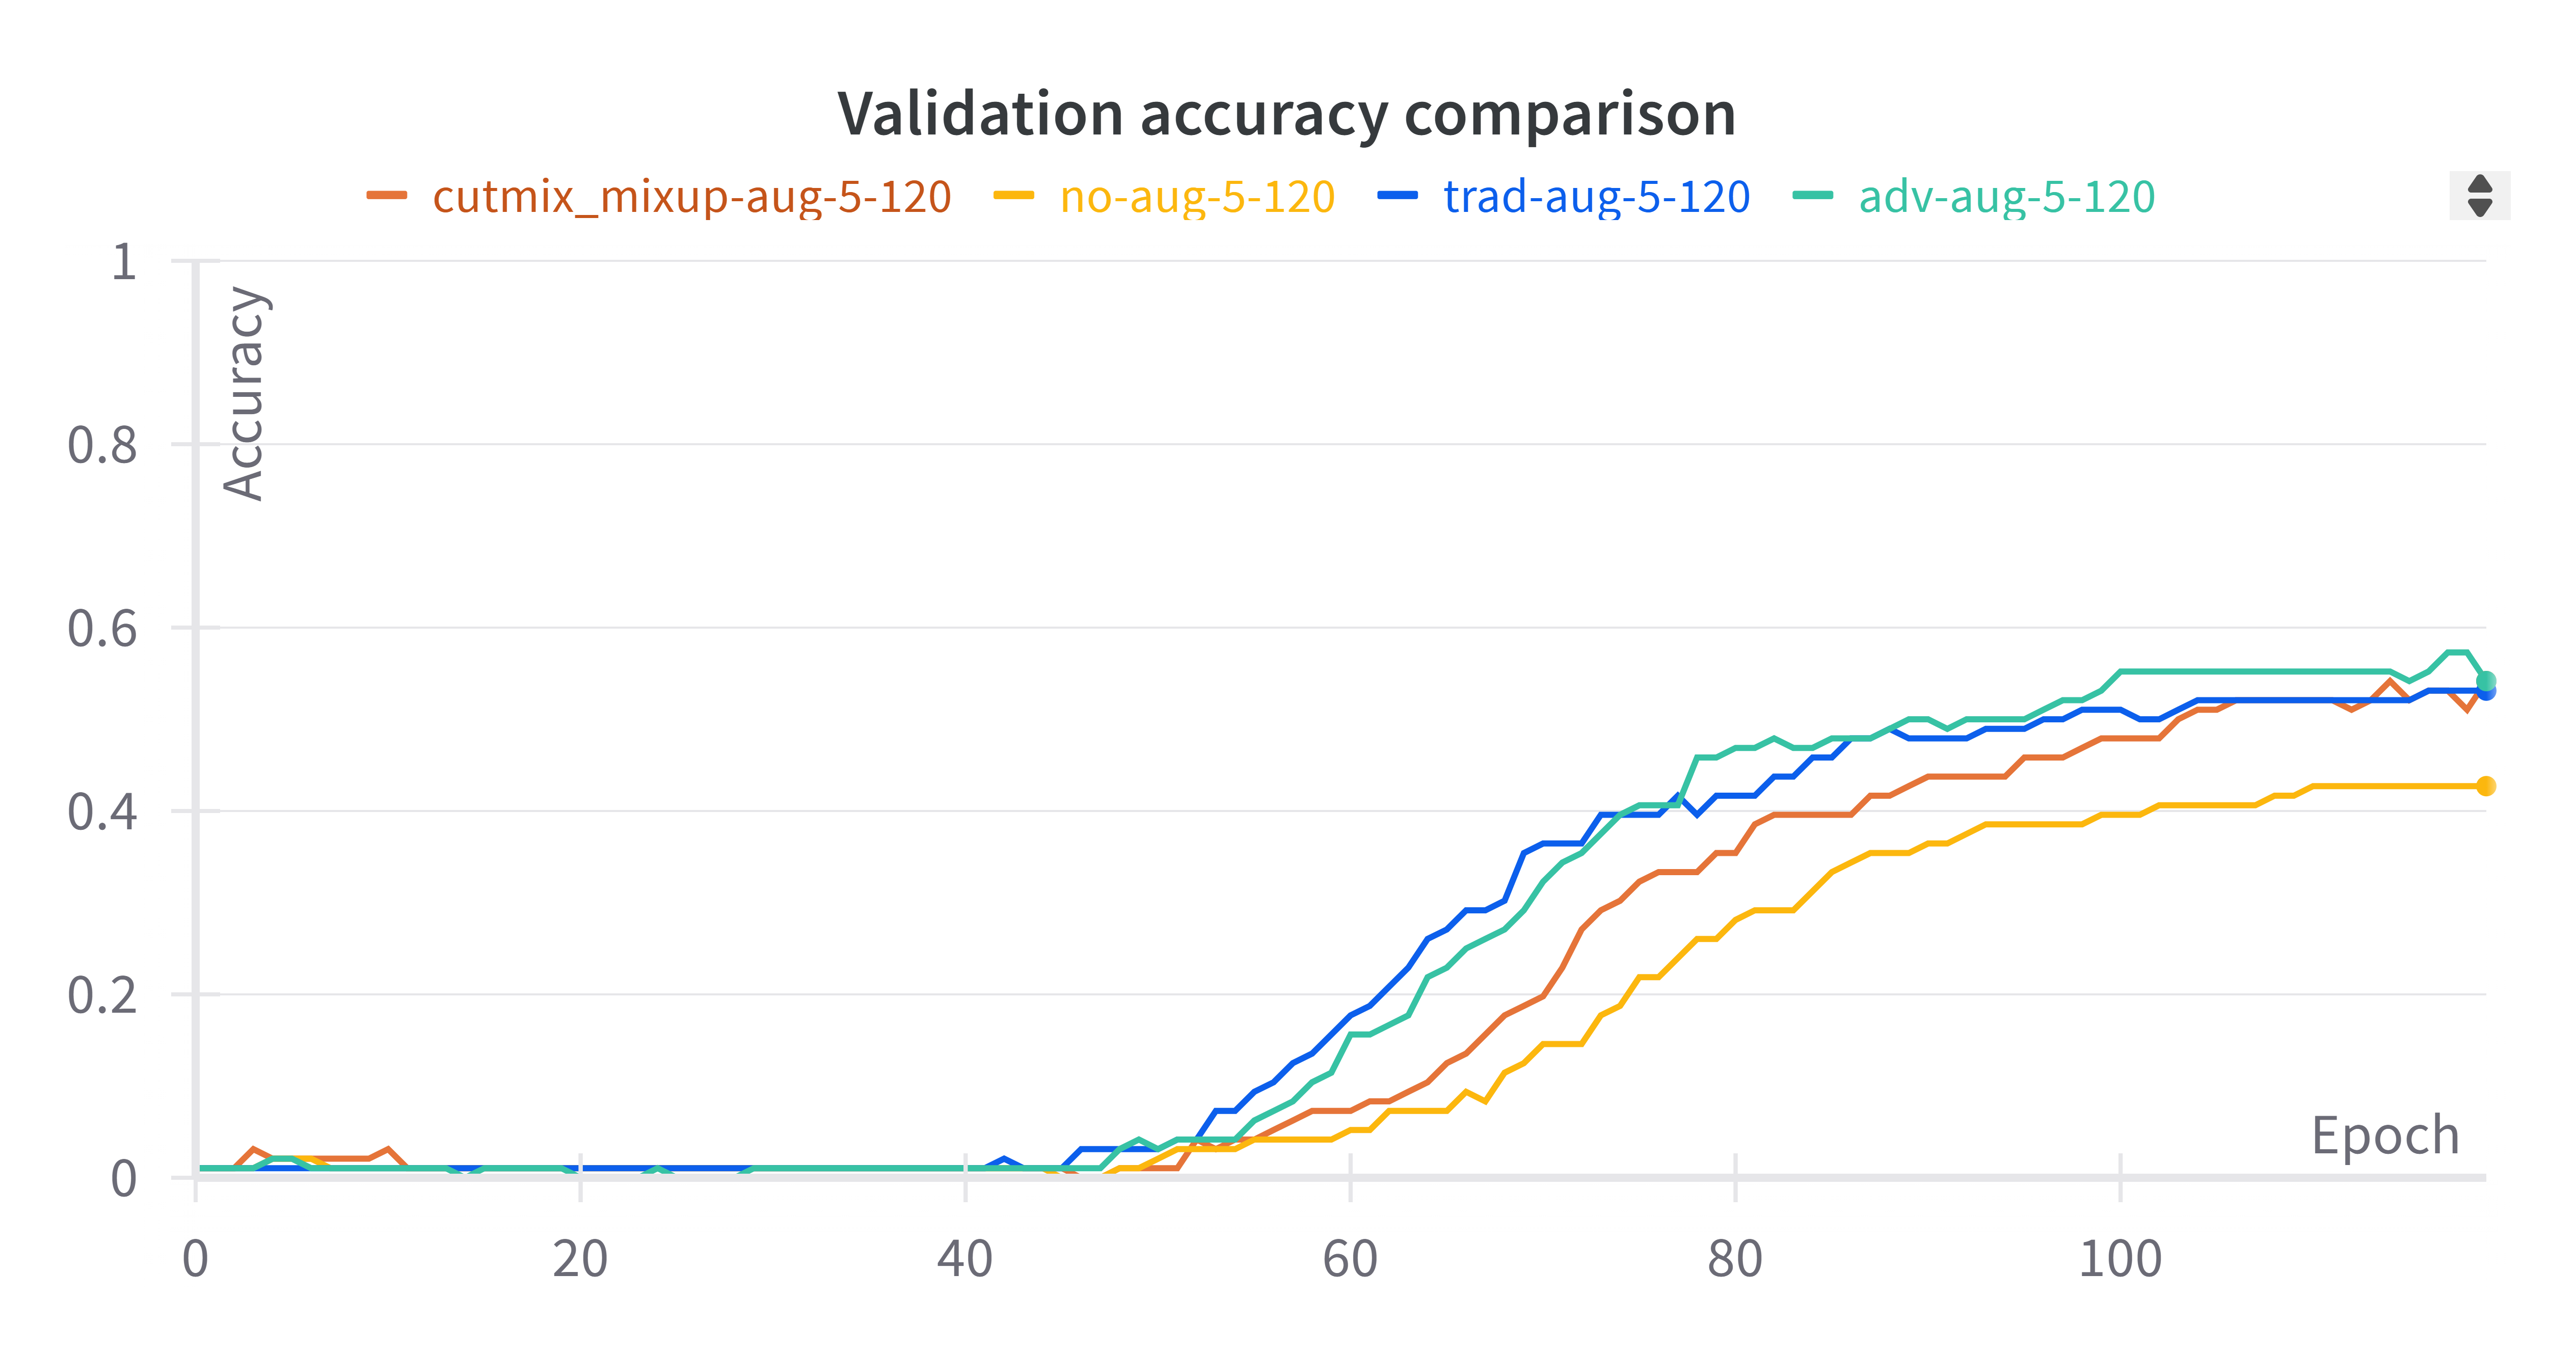 Validation accuracy comparison
cutmix_mixup-aug-5-120 no-aug-5-120 trad-aug-5-120 adv-aug-5-120
1
0.8
0.6
0.4
0.2
0
Accuracy
Epoch
0 20 40 60 80 100